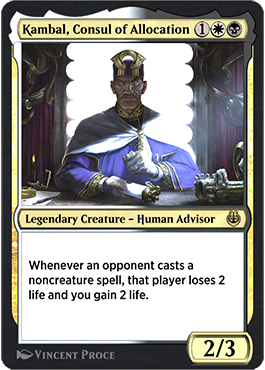 Kambal, Consul of Allocation 1
Legendary Creature – Human Advisor
Whenever an opponent casts a
noncreature spell, that player loses 2
life and you gain 2 life.
Vincent Proce
2/3